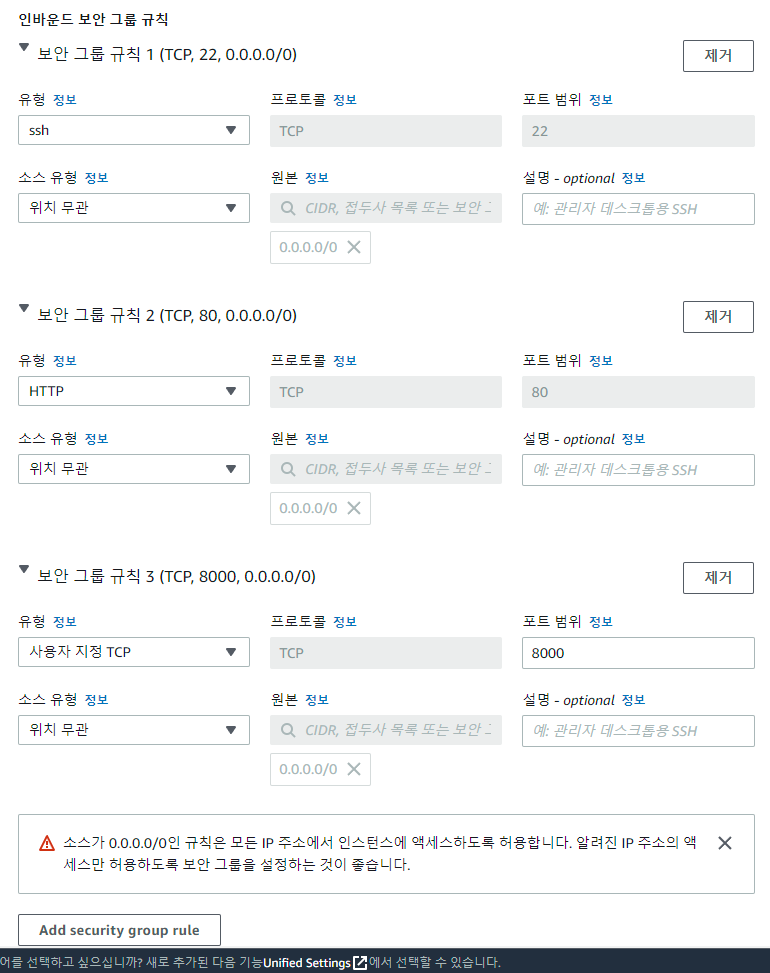 인바운드 보안 그룹 규칙
보안 그룹 규칙 1 (TCP, 22, 0.0.0.0/0)
제거
유형 정보
프로토콜 정보
포트 범위 정보
ssh
TCP
22
소스 유형 정보
원본 정보
설명 - optional 정보
위치 무관
CIDR, 접두사 목록 또는 보안
예: 관리자 데스크톱용 SSH
0.0.0.0/0
보안 그룹 규칙 2 (TCP, 80, 0.0.0.0/0)
제거
유형 정보
프로토콜 정보
포트 범위 정보
HTTP
TCP
80
소스 유형 정보
원본 정보
설명 - optional 정보
위치 무관
CIDR, 접두사 목록 또는 보안
예: 관리자 데스크톱용 SSH
0.0.0.0/0
보안 그룹 규칙 3 (TCP, 8000, 0.0.0.0/0)
제거
유형 정보
프로토콜 정보
포트 범위 정보
사용자 지정 TCP
TCP
8000
소스 유형 정보
원본 정보
설명 - optional 정보
위치 무관
CIDR, 접두사 목록 또는 보안
예: 관리자 데스크톱용 SSH
0.0.0.0/0
소스가 0.0.0.0/0인 규칙은 모든 IP 주소에서 인스턴스에 액세스하도록 허용합니다. 알려진 IP 주소의 액
세스만 허용하도록 보안 그룹을 설정하는 것이 좋습니다.
Add security group rule
어를 선택하고 싶으십니까? 새로 추가된 다음 기능Unified Settings에서 선택할 수 있습니다.